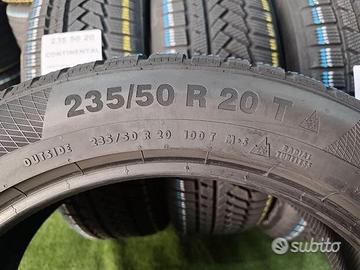 235 50 20
CONTINENTAL
235/50 R 20 T
OUTSIDE 235/50 R 20 100 T M+S RADIAL TUBELESS
subito